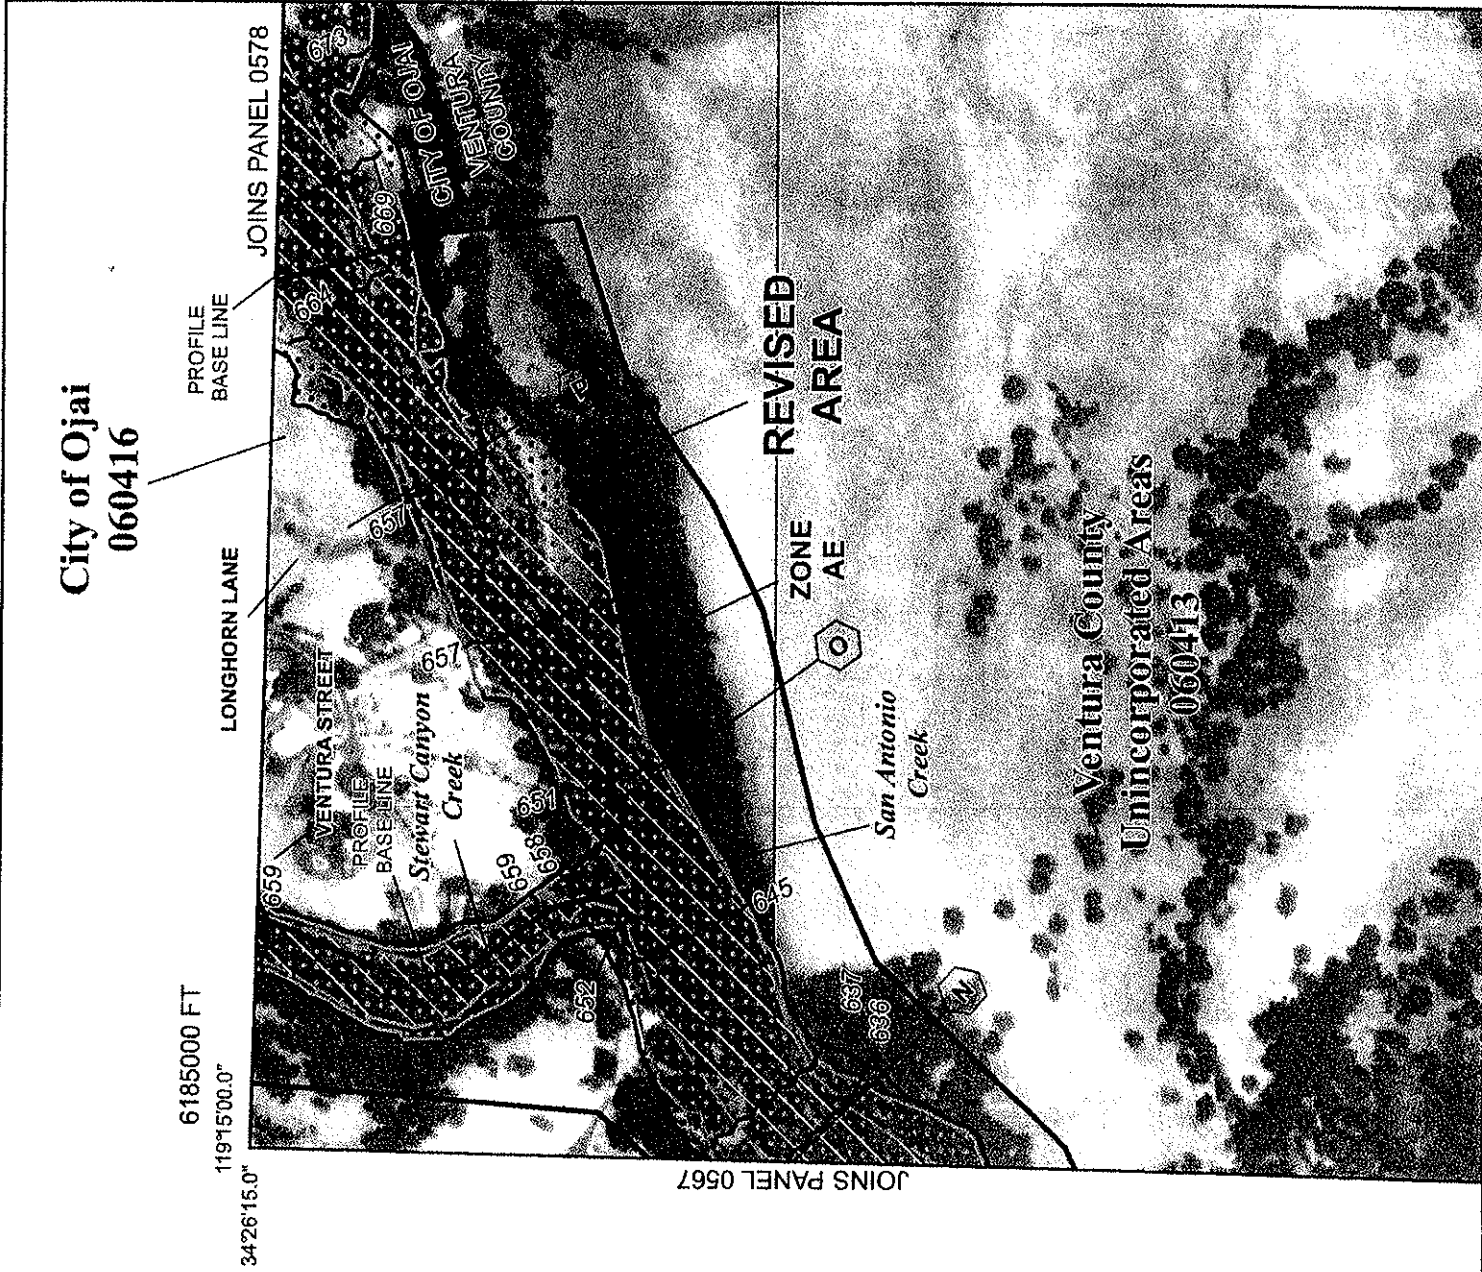 City of Ojai
060416
JOINS PANEL 0578
PROFILE
BASE LINE
673
CITY OF OJAI
VENTURA
COUNTY
669
664
LONGHORN LANE
657
VENTURA STREET
657
PROFILE
BASE LINE
Stewart Canyon
Creek
651
659
659
658
652
6185000 FT
119°15'00.0"
34°26'15.0"
REVISED
AREA
ZONE
AE
O
San Antonio
Creek
645
637
636
N
Ventura County
Unincorporated Areas
060413
JOINS PANEL 0567